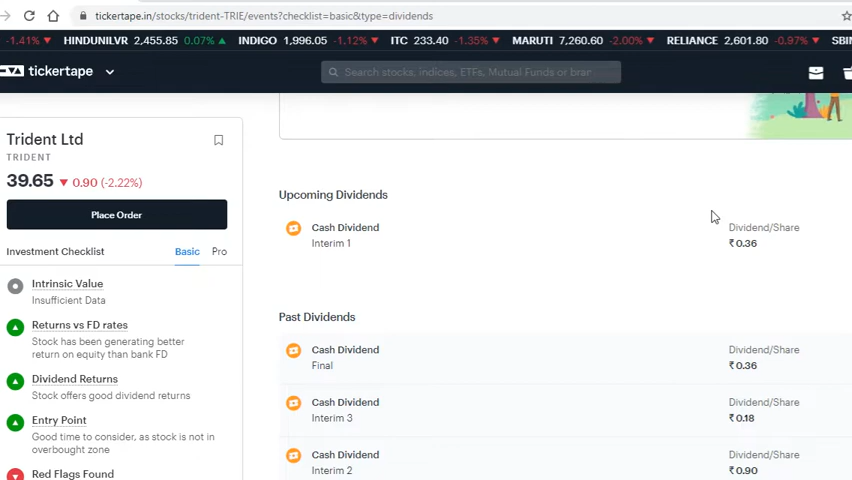 tickertape.in/stocks/trident-TRIE/events?checklist=basic&type=dividends
-1.41% ▼ HINDUNILVR 2,455.85 0.07% ▲ INDIGO 1,996.05 -1.12% ▼ ITC 233.40 -1.35% ▼ MARUTI 7,260.60 -2.00% ▼ RELIANCE 2,601.80 -0.97% ▼ SBIN
tickertape
Search stocks, indices, ETFs, Mutual Funds or bran
Trident Ltd
TRIDENT
39.65 ▼ 0.90 (-2.22%)
Place Order
Investment Checklist Basic Pro
Intrinsic Value
Insufficient Data
Returns vs FD rates
Stock has been generating better
return on equity than bank FD
Dividend Returns
Stock offers good dividend returns
Entry Point
Good time to consider, as stock is not in
overbought zone
Red Flags Found
Upcoming Dividends
Cash Dividend Dividend/Share
Interim 1 ₹ 0.36
Past Dividends
Cash Dividend Dividend/Share
Final ₹ 0.36
Cash Dividend Dividend/Share
Interim 3 ₹ 0.18
Cash Dividend Dividend/Share
Interim 2 ₹ 0.90